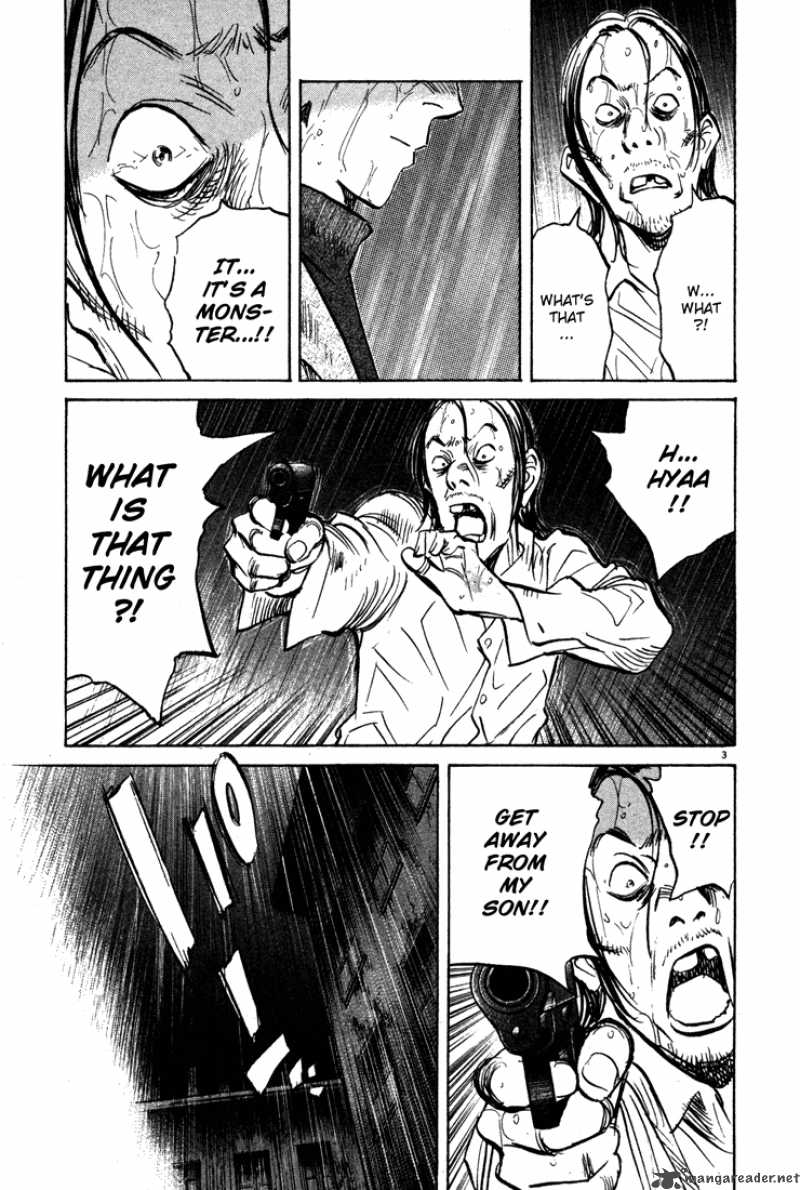 W...
WHAT
?!
WHAT'S
THAT
...
IT...
IT'S A
MONS-
TER...!!
H...
HYAA
!!
WHAT
IS
THAT
THING
?!
3
STOP
!!
GET
AWAY
FROM
MY
SON!!
mangareader.net